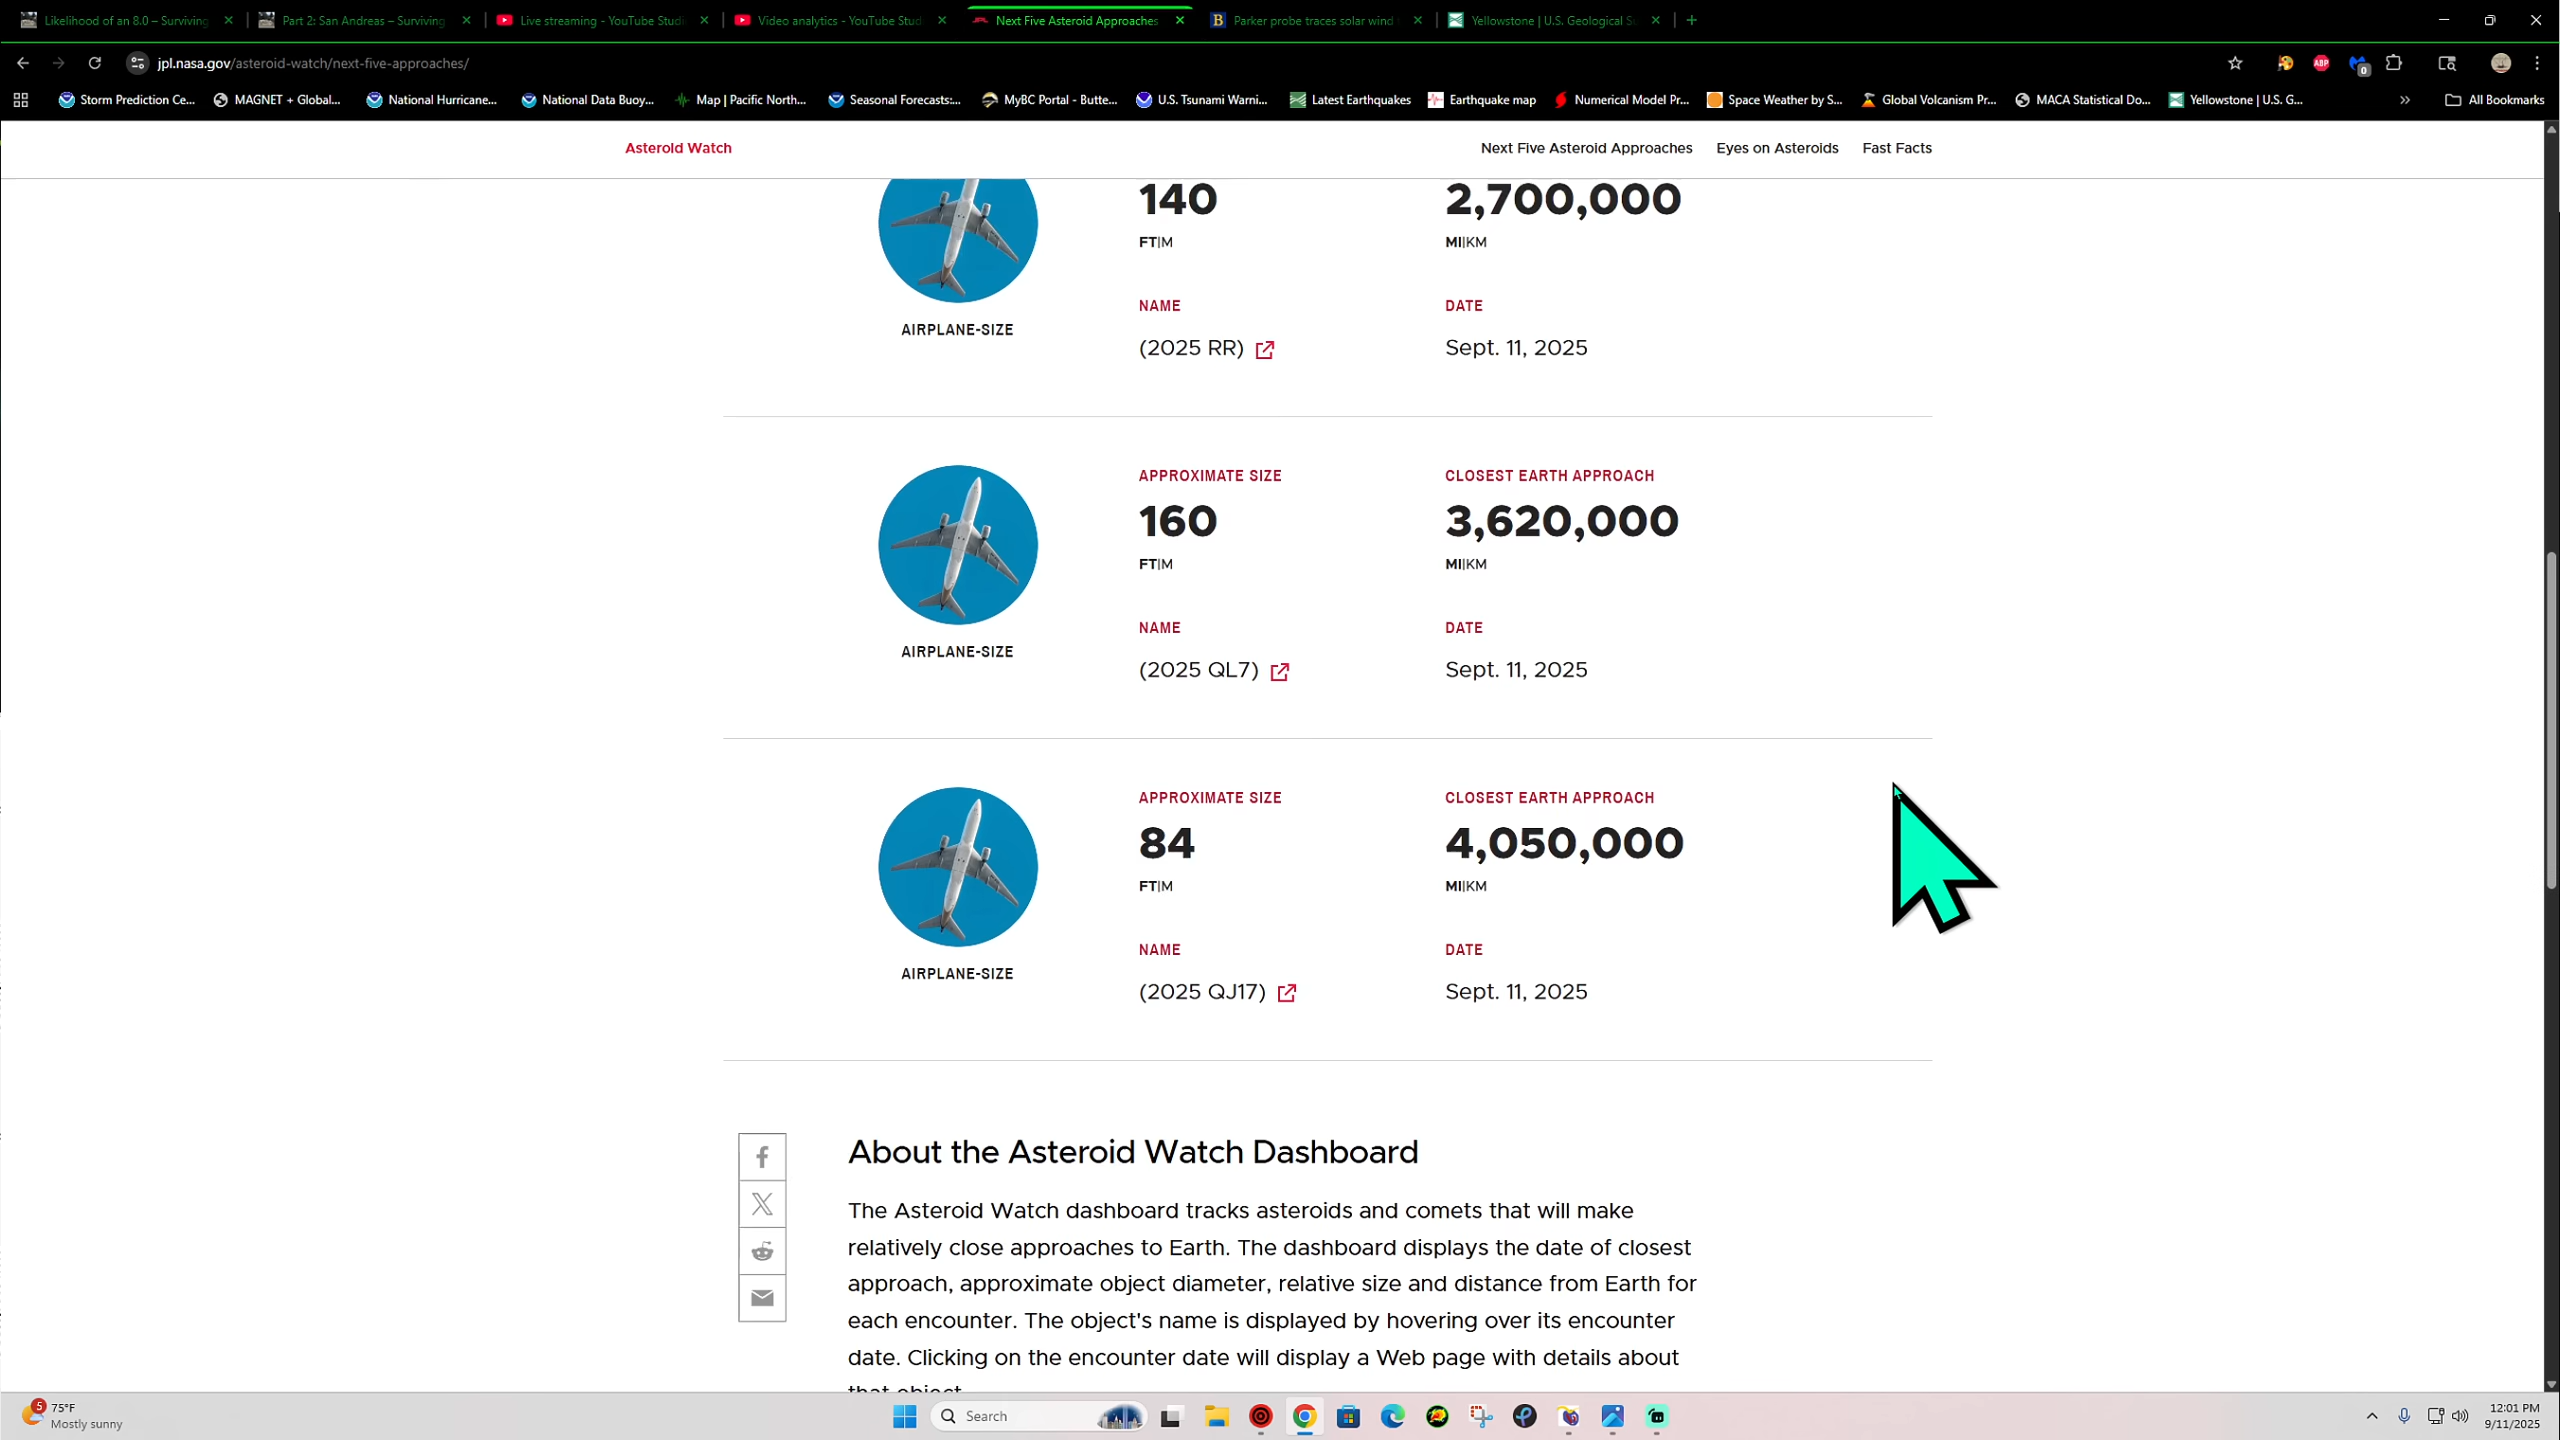 Likelihood of an 8.0 – Surviving
Part 2: San Andreas – Surviving
Live streaming - YouTube Studi
Video analytics - YouTube Stud
Next Five Asteroid Approaches
Parker probe traces solar wind
Yellowstone | U.S. Geological S
jpl.nasa.gov/asteroid-watch/next-five-approaches/
ABP
0
Storm Prediction Ce...
MAGNET + Global...
National Hurricane...
National Data Buoy...
Map | Pacific North...
Seasonal Forecasts:...
MyBC Portal - Butte...
U.S. Tsunami Warni...
Latest Earthquakes
Earthquake map
Numerical Model Pr...
Space Weather by S...
Global Volcanism Pr...
MACA Statistical Do...
Yellowstone | U.S. G...
All Bookmarks
Asteroid Watch
Next Five Asteroid Approaches
Eyes on Asteroids
Fast Facts
140
2,700,000
FT|M
MI|KM
NAME
DATE
AIRPLANE-SIZE
(2025 RR)
Sept. 11, 2025
APPROXIMATE SIZE
CLOSEST EARTH APPROACH
160
3,620,000
FT|M
MI|KM
NAME
DATE
AIRPLANE-SIZE
(2025 QL7)
Sept. 11, 2025
APPROXIMATE SIZE
CLOSEST EARTH APPROACH
84
4,050,000
FT|M
MI|KM
NAME
DATE
AIRPLANE-SIZE
(2025 QJ17)
Sept. 11, 2025
About the Asteroid Watch Dashboard
The Asteroid Watch dashboard tracks asteroids and comets that will make
relatively close approaches to Earth. The dashboard displays the date of closest
approach, approximate object diameter, relative size and distance from Earth for
each encounter. The object's name is displayed by hovering over its encounter
date. Clicking on the encounter date will display a Web page with details about
that object
5
75°F
Mostly sunny
Search
12:01 PM
9/11/2025